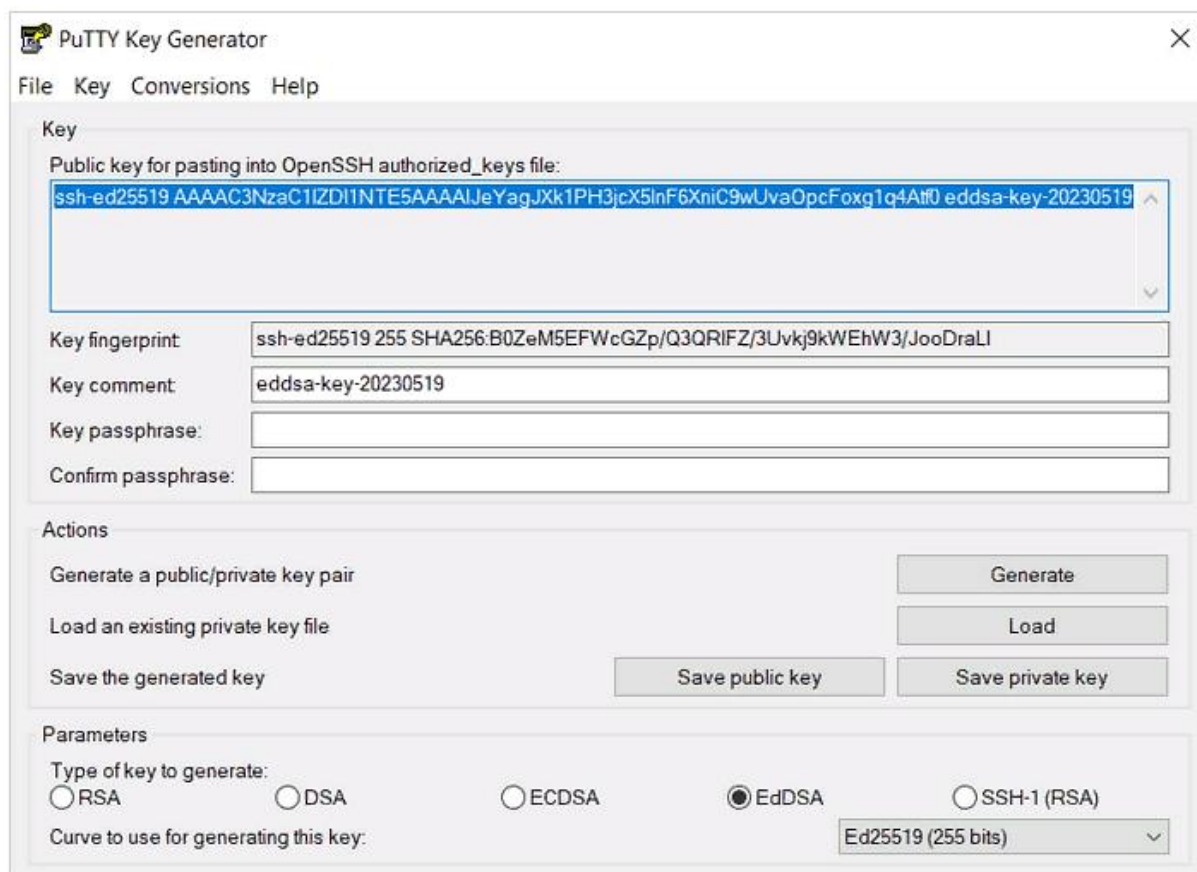 PuTTY Key Generator
File Key Conversions Help
Key
Public key for pasting into OpenSSH authorized_keys file:
ssh-ed25519 AAAAC3NzaC1lZDI1NTE5AAAAIJeYagJXk1PH3jcX5lnF6XniC9wUvaOpcFoxg1q4Atf0 eddsa-key-20230519
Key fingerprint: ssh-ed25519 255 SHA256:B0ZeM5EFWcGZp/Q3QRIFZ/3Uvkj9kWEhW3/JooDraLI
Key comment: eddsa-key-20230519
Key passphrase:
Confirm passphrase:
Actions
Generate a public/private key pair Generate
Load an existing private key file Load
Save the generated key Save public key Save private key
Parameters
Type of key to generate:
RSA DSA ECDSA EdDSA SSH-1 (RSA)
Curve to use for generating this key: Ed25519 (255 bits)